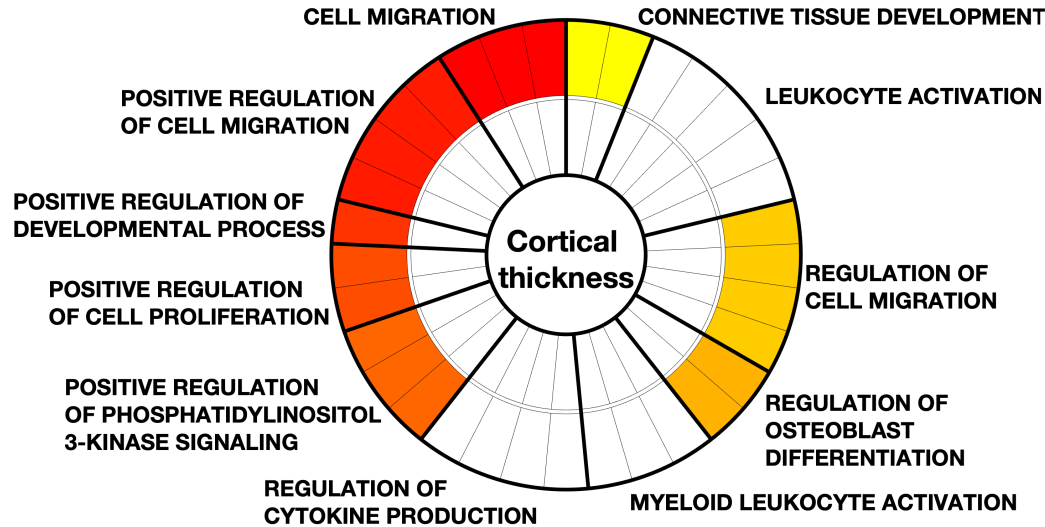 CELL MIGRATION
CONNECTIVE TISSUE DEVELOPMENT
LEUKOCYTE ACTIVATION
POSITIVE REGULATION
OF CELL MIGRATION
POSITIVE REGULATION OF
DEVELOPMENTAL PROCESS
Cortical
thickness
REGULATION OF
CELL MIGRATION
POSITIVE REGULATION
OF CELL PROLIFERATION
POSITIVE REGULATION
OF PHOSPHATIDYLINOSITOL
3-KINASE SIGNALING
REGULATION OF
OSTEOBLAST
DIFFERENTIATION
REGULATION OF
CYTOKINE PRODUCTION
MYELOID LEUKOCYTE ACTIVATION